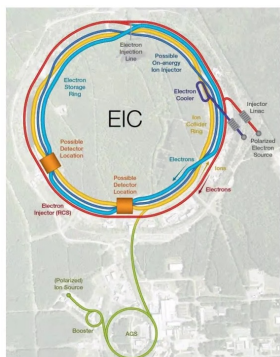 Electron
Injection
Line
Possible
On-energy
Ion Injector
Electron
Storage
Ring
Electron
Cooler
Injector
Linac
EIC
Ion
Collider
Ring
Polarized
Electron
Source
Possible
Detector
Location
Possible
Detector
Location
Electrons
Ions
Electrons
Electron
Injector (RCS)
(Polarized)
Ion Source
Booster
AGS